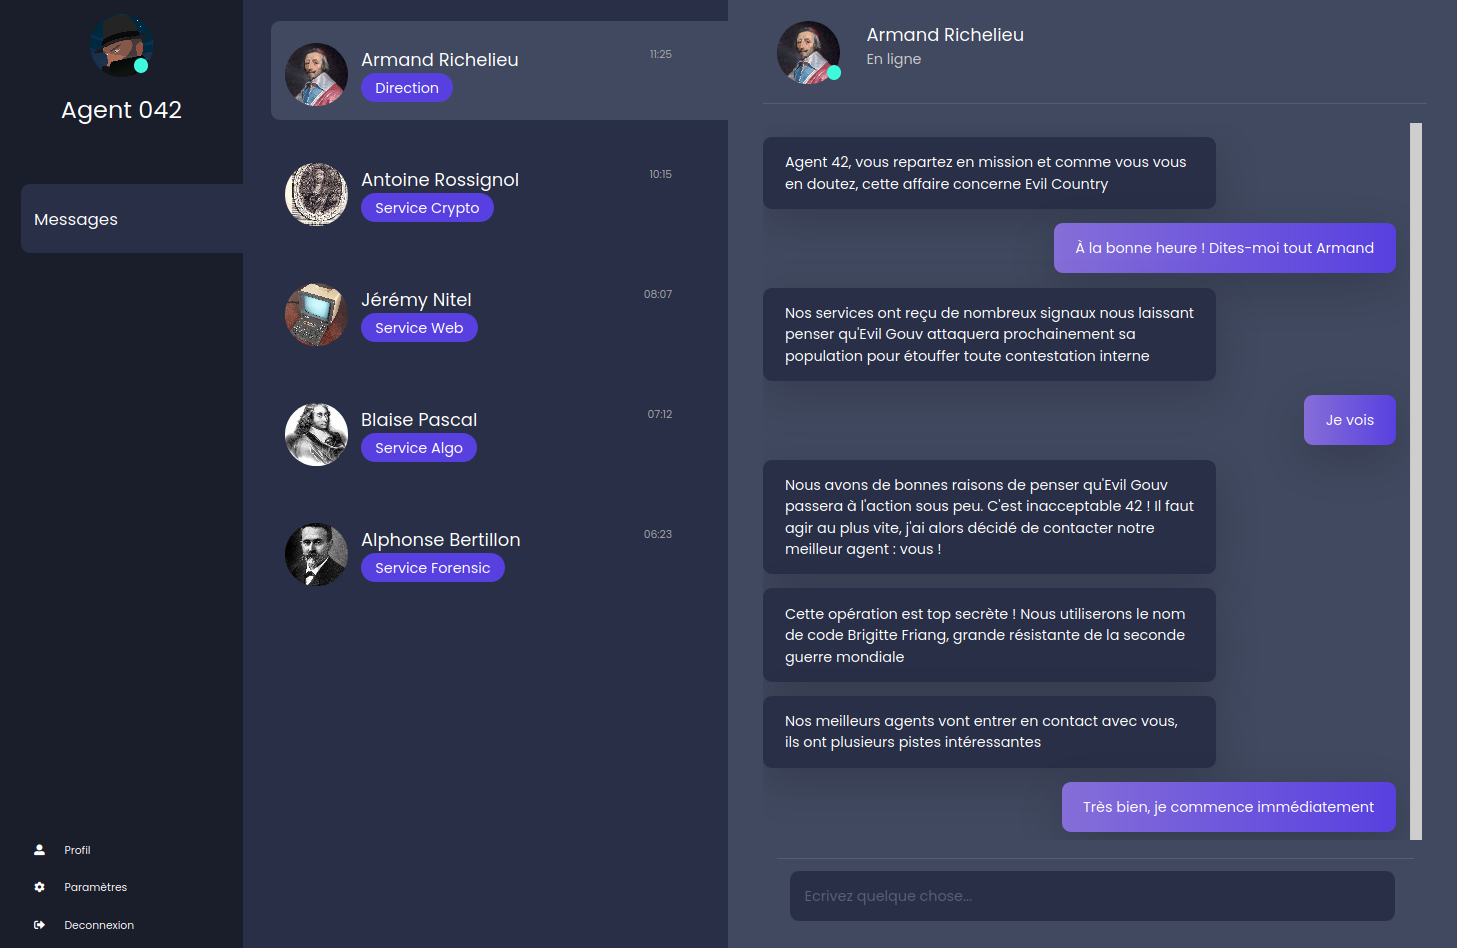 Agent 042
Messages
Profil
Paramètres
Deconnexion
Armand Richelieu
11:25
Direction
Antoine Rossignol
10:15
Service Crypto
Jérémy Nitel
08:07
Service Web
Blaise Pascal
07:12
Service Algo
Alphonse Bertillon
06:23
Service Forensic
Armand Richelieu
En ligne
Agent 42, vous repartez en mission et comme vous vous
en doutez, cette affaire concerne Evil Country
À la bonne heure ! Dites-moi tout Armand
Nos services ont reçu de nombreux signaux nous laissant
penser qu'Evil Gouv attaquera prochainement sa
population pour étouffer toute contestation interne
Je vois
Nous avons de bonnes raisons de penser qu'Evil Gouv
passera à l'action sous peu. C'est inacceptable 42 ! Il faut
agir au plus vite, j'ai alors décidé de contacter notre
meilleur agent : vous !
Cette opération est top secrète ! Nous utiliserons le nom
de code Brigitte Friang, grande résistante de la seconde
guerre mondiale
Nos meilleurs agents vont entrer en contact avec vous,
ils ont plusieurs pistes intéressantes
Très bien, je commence immédiatement
Ecrivez quelque chose...